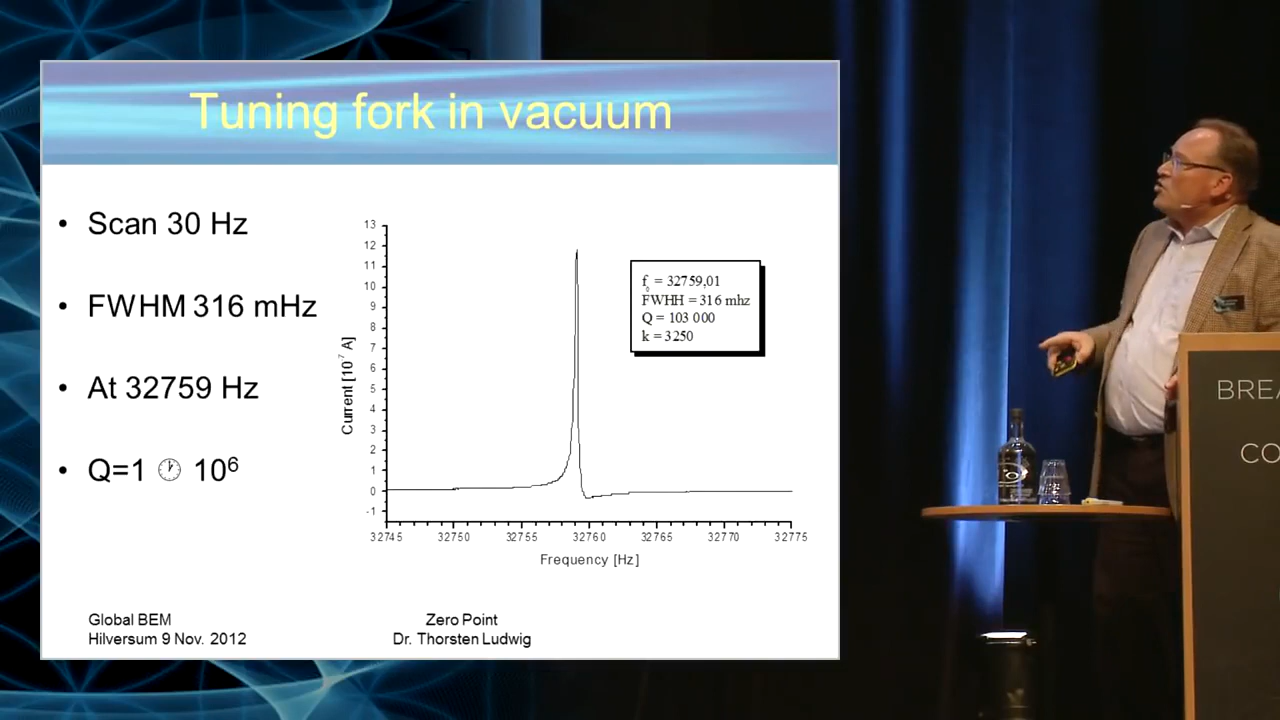 Tuning fork in vacuum
• Scan 30 Hz
• FWHM 316 mHz
• At 32759 Hz
• Q=1 🕐 10⁶
13
12
11
10
9
8
7
6
5
4
3
2
1
0
-1
Current [10⁻⁷ A]
f₀ = 32759,01
FWHH = 316 mhz
Q = 103 000
k = 3250
32745 32750 32755 32760 32765 32770 32775
Frequency [Hz]
Global BEM
Hilversum 9 Nov. 2012
Zero Point
Dr. Thorsten Ludwig
BREA
CO